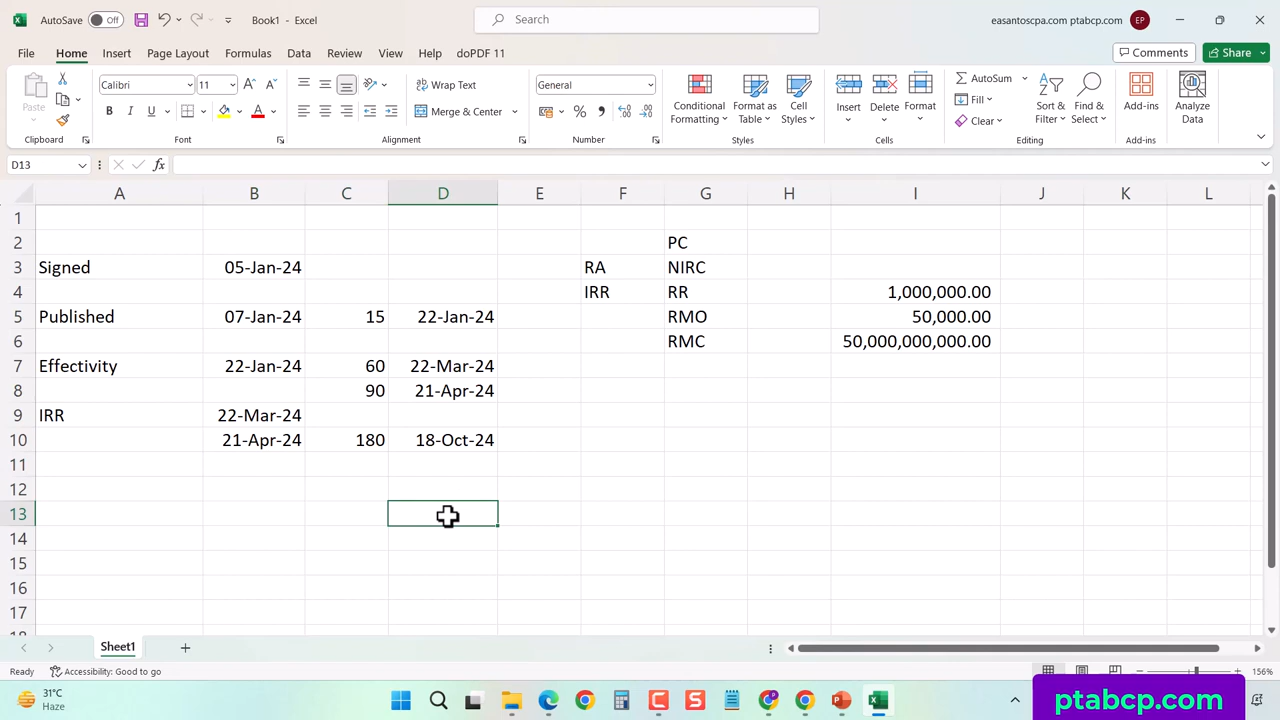 AutoSave Off Book1 - Excel Search easantoscpa.com ptabcp.com EP
File Home Insert Page Layout Formulas Data Review View Help doPDF 11 Comments Share
Paste Calibri 11 Wrap Text General Conditional Formatting Format as Table Cell Styles Insert Delete Format AutoSum Sort & Filter Find & Select Add-ins Analyze Data
B I U A Merge & Center Fill
Clear
Clipboard Font Alignment Number Styles Cells Editing Add-ins
D13 fx
A B C D E F G H I J K L
1
2 PC
3 Signed 05-Jan-24 RA NIRC
4 IRR RR 1,000,000.00
5 Published 07-Jan-24 15 22-Jan-24 RMO 50,000.00
6 RMC 50,000,000,000.00
7 Effectivity 22-Jan-24 60 22-Mar-24
8 90 21-Apr-24
9 IRR 22-Mar-24
10 21-Apr-24 180 18-Oct-24
11
12
13
14
15
16
17
Sheet1
Ready Accessibility: Good to go 156%
31°C
Haze
ptabcp.com